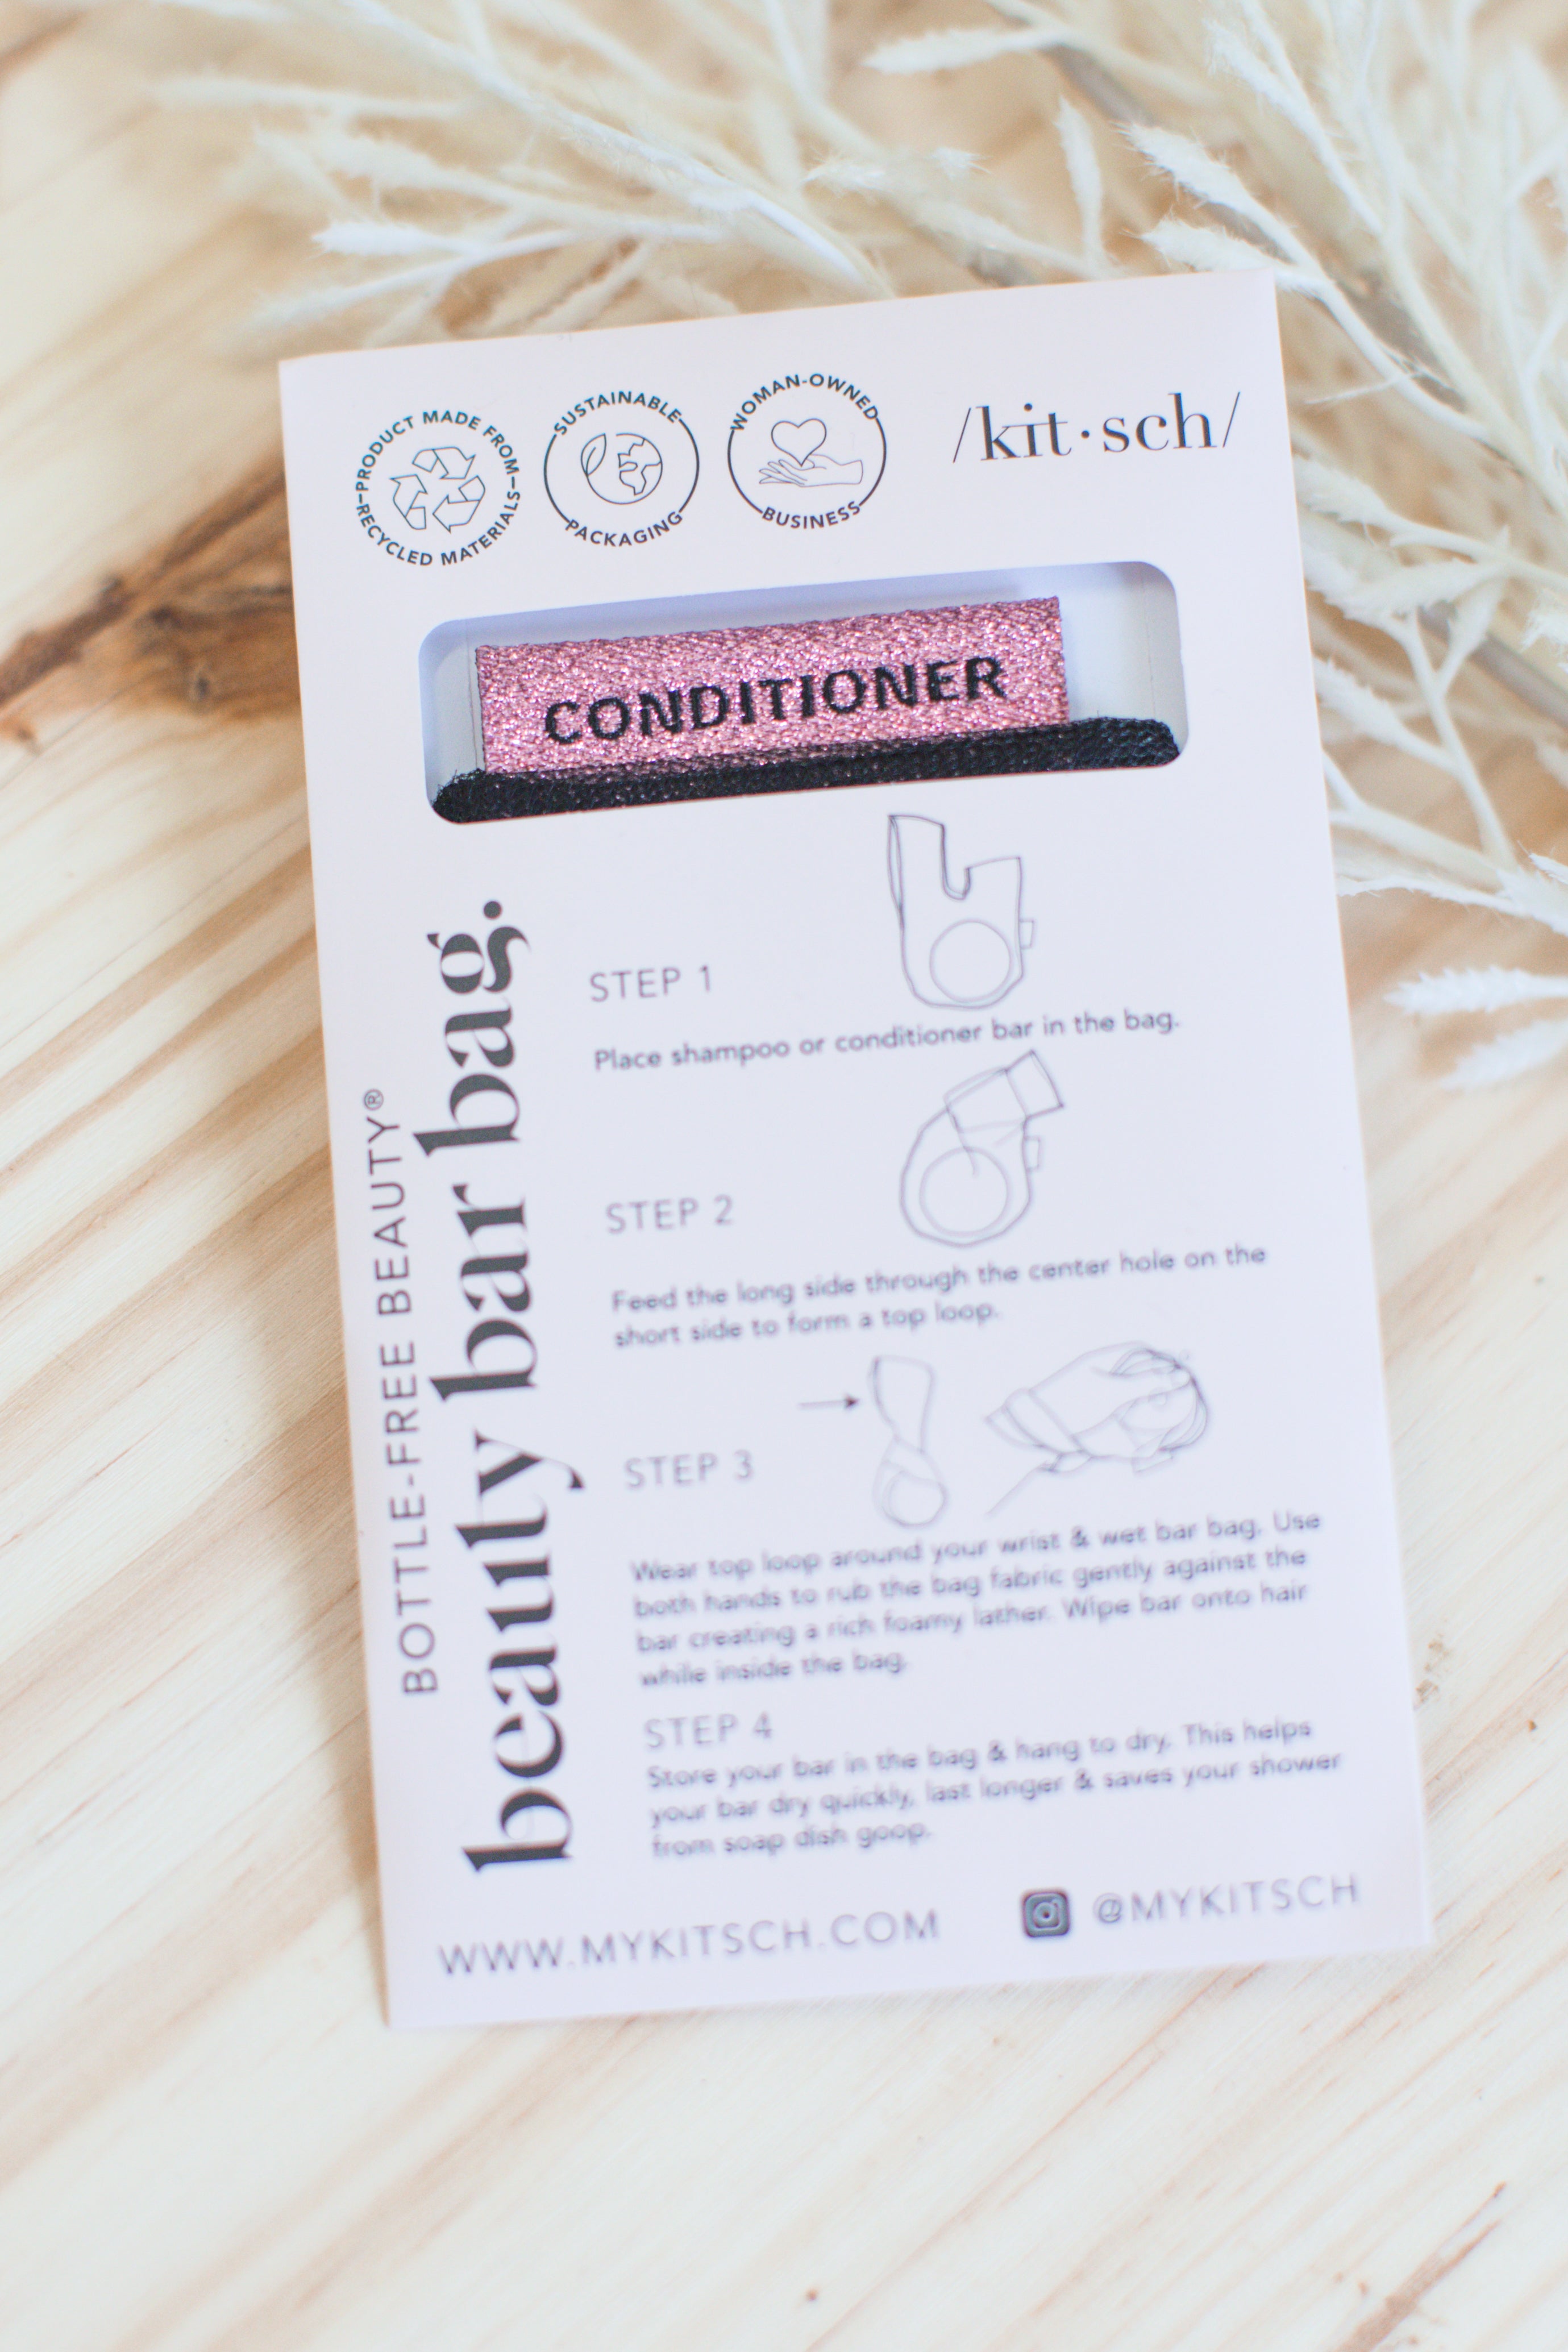 PRODUCT MADE FROM
RECYCLED MATERIALS
SUSTAINABLE
PACKAGING
WOMAN-OWNED
BUSINESS
/kit·sch/
CONDITIONER
BOTTLE-FREE BEAUTY®
beauty bar bag.
STEP 1
Place shampoo or conditioner bar in the bag.
STEP 2
Feed the long side through the center hole on the
short side to form a top loop.
STEP 3
Wear top loop around your wrist & wet bar bag. Use
both hands to rub the bag fabric gently against the
bar creating a rich foamy lather. Wipe bar onto hair
while inside the bag.
STEP 4
Store your bar in the bag & hang to dry. This helps
your bar dry quickly, last longer & saves your shower
from soap dish goop.
WWW.MYKITSCH.COM
@MYKITSCH